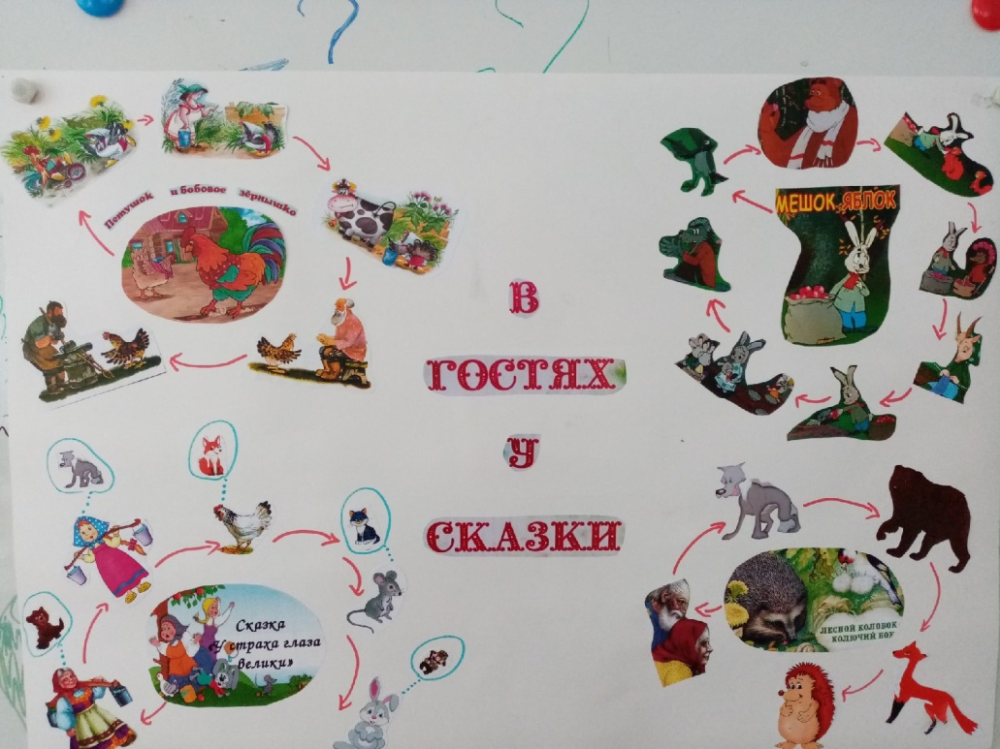 Петушок и Бобовое зёрнышко
МЕШОК ЯБЛОК
В
ГОСТЯХ
У
СКАЗКИ
Сказка
«У страха глаза
велики»
ЛЕСНОЙ КОЛОБОК-
КОЛЮЧИЙ БОК